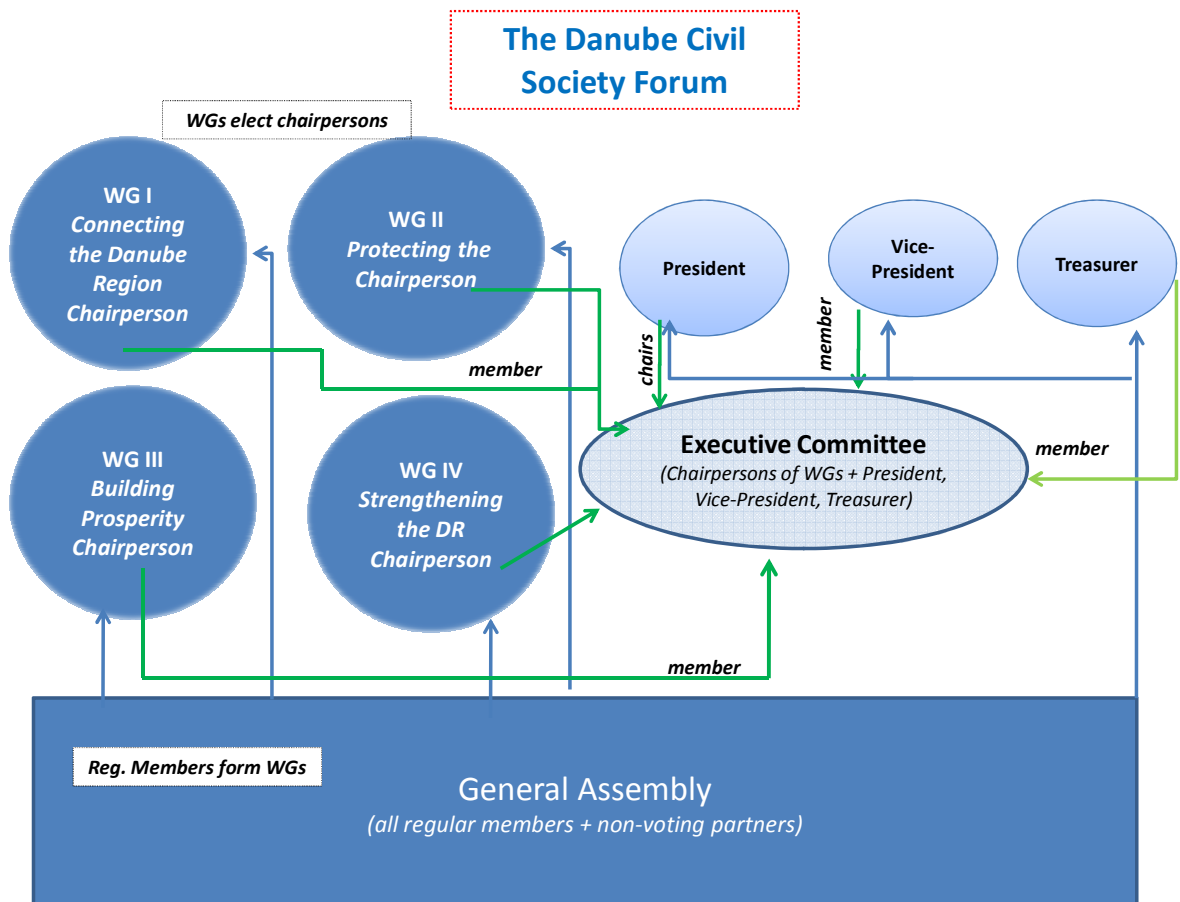 The Danube Civil
Society Forum
WGs elect chairpersons
WG I
Connecting
the Danube
Region
Chairperson
WG II
Protecting the
Chairperson
President
Vice-
President
Treasurer
chairs
member
member
Executive Committee
(Chairpersons of WGs + President,
Vice-President, Treasurer)
member
WG III
Building
Prosperity
Chairperson
WG IV
Strengthening
the DR
Chairperson
member
Reg. Members form WGs
General Assembly
(all regular members + non-voting partners)